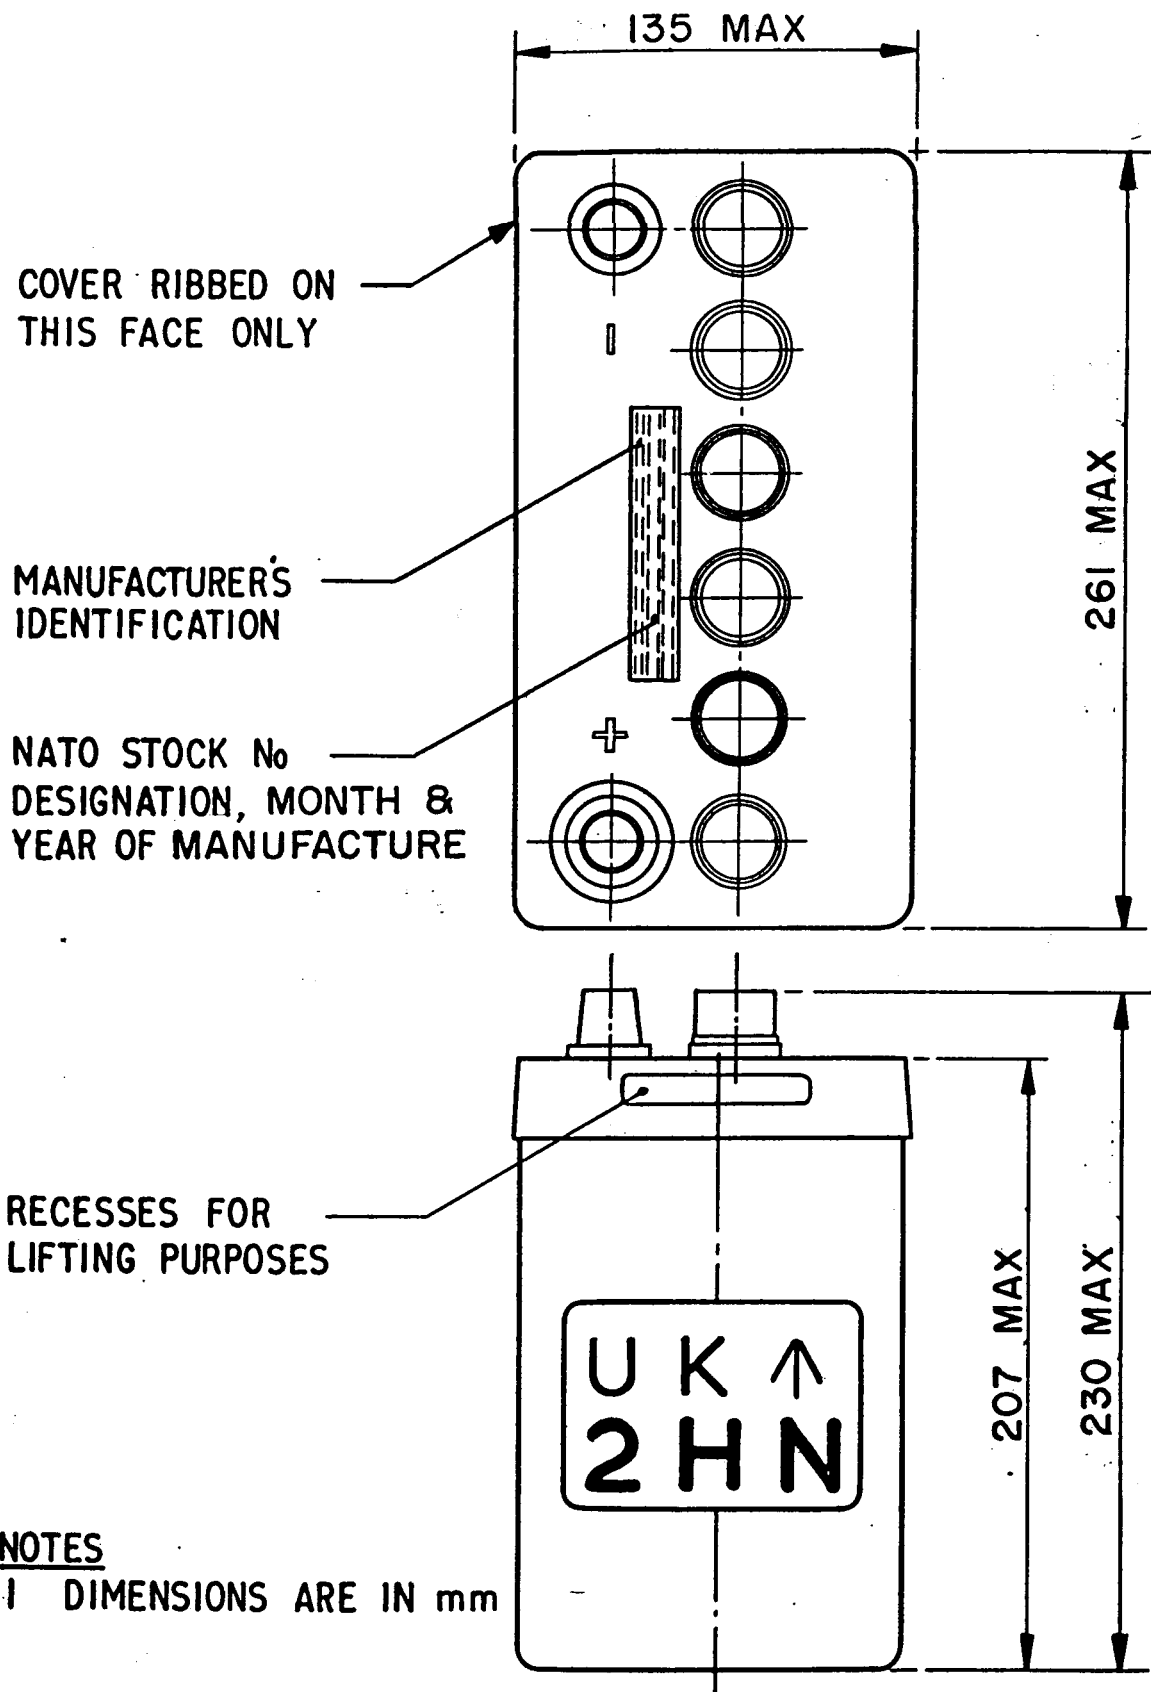 135 MAX
COVER RIBBED ON
THIS FACE ONLY
–
261 MAX
MANUFACTURER'S
IDENTIFICATION
+
NATO STOCK No
DESIGNATION, MONTH &
YEAR OF MANUFACTURE
RECESSES FOR
LIFTING PURPOSES
207 MAX
230 MAX
UK ↑
2HN
NOTES
1 DIMENSIONS ARE IN mm